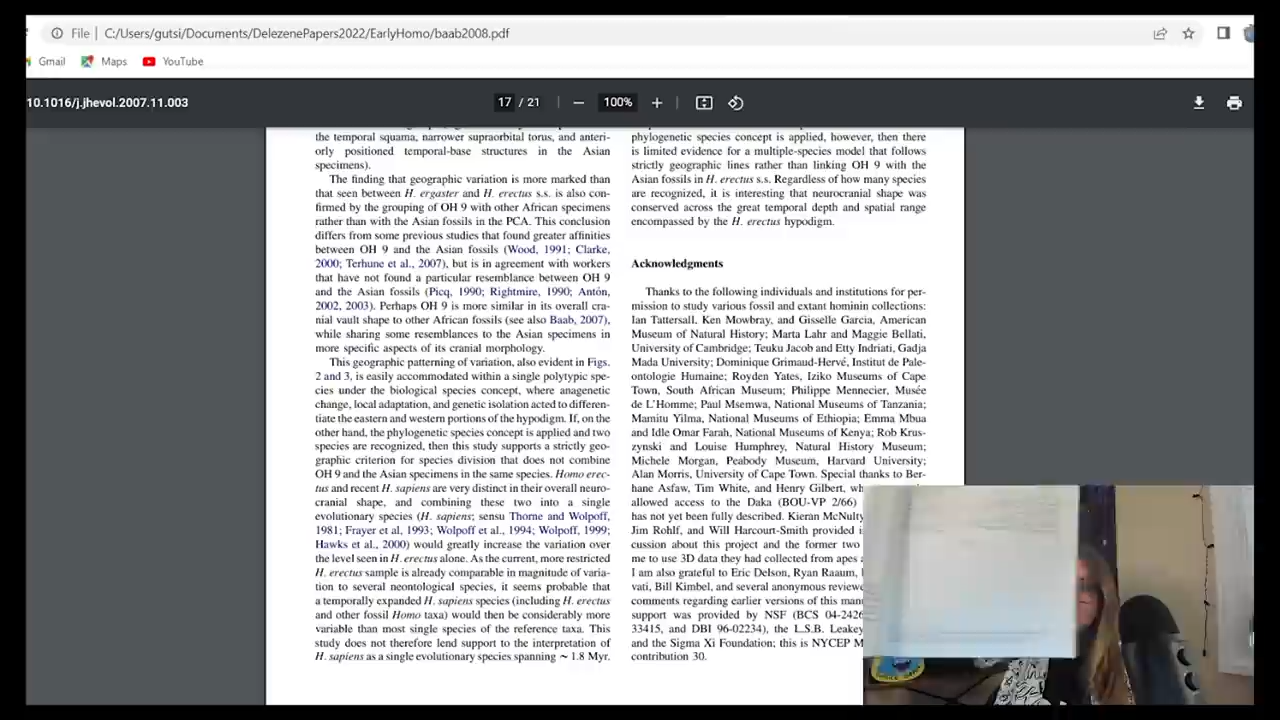 File | C:/Users/gutsi/Documents/DelezenePapers2022/EarlyHomo/baab2008.pdf
Gmail Maps YouTube
10.1016/j.jhevol.2007.11.003 17 / 21 100%
the temporal squama, narrower supraorbital torus, and anteri-
orly positioned temporal-base structures in the Asian
specimens).
The finding that geographic variation is more marked than
that seen between H. ergaster and H. erectus s.s. is also con-
firmed by the grouping of OH 9 with other African specimens
rather than with the Asian fossils in the PCA. This conclusion
differs from some previous studies that found greater affinities
between OH 9 and the Asian fossils (Wood, 1991; Clarke,
2000; Terhune et al., 2007), but is in agreement with workers
that have not found a particular resemblance between OH 9
and the Asian fossils (Picq, 1990; Rightmire, 1990; Antón,
2002, 2003). Perhaps OH 9 is more similar in its overall cra-
nial vault shape to other African fossils (see also Baab, 2007),
while sharing some resemblances to the Asian specimens in
more specific aspects of its cranial morphology.
This geographic patterning of variation, also evident in Figs.
2 and 3, is easily accommodated within a single polytypic spe-
cies under the biological species concept, where anagenetic
change, local adaptation, and genetic isolation acted to differen-
tiate the eastern and western portions of the hypodigm. If, on the
other hand, the phylogenetic species concept is applied and two
species are recognized, then this study supports a strictly geo-
graphic criterion for species division that does not combine
OH 9 and the Asian specimens in the same species. Homo erec-
tus and recent H. sapiens are very distinct in their overall neuro-
cranial shape, and combining these two into a single
evolutionary species (H. sapiens; sensu Thorne and Wolpoff,
1981; Frayer et al, 1993; Wolpoff et al., 1994; Wolpoff, 1999;
Hawks et al., 2000) would greatly increase the variation over
the level seen in H. erectus alone. As the current, more restricted
H. erectus sample is already comparable in magnitude of varia-
tion to several neontological species, it seems probable that
a temporally expanded H. sapiens species (including H. erectus
and other fossil Homo taxa) would then be considerably more
variable than most single species of the reference taxa. This
study does not therefore lend support to the interpretation of
H. sapiens as a single evolutionary species spanning ~ 1.8 Myr.
phylogenetic species concept is applied, however, then there
is limited evidence for a multiple-species model that follows
strictly geographic lines rather than linking OH 9 with the
Asian fossils in H. erectus s.s. Regardless of how many species
are recognized, it is interesting that neurocranial shape was
conserved across the great temporal depth and spatial range
encompassed by the H. erectus hypodigm.
Acknowledgments
Thanks to the following individuals and institutions for per-
mission to study various fossil and extant hominin collections:
Ian Tattersall, Ken Mowbray, and Gisselle Garcia, American
Museum of Natural History; Marta Lahr and Maggie Bellati,
University of Cambridge; Teuku Jacob and Etty Indriati, Gadja
Mada University; Dominique Grimaud-Hervé, Institut de Pale-
ontologie Humaine; Royden Yates, Iziko Museums of Cape
Town, South African Museum; Philippe Mennecier, Musée
de L'Homme; Paul Msemwa, National Museums of Tanzania;
Mamitu Yilma, National Museums of Ethiopia; Emma Mbua
and Idle Omar Farah, National Museums of Kenya; Rob Krus-
zynski and Louise Humphrey, Natural History Museum;
Michele Morgan, Peabody Museum, Harvard University;
Alan Morris, University of Cape Town. Special thanks to Ber-
hane Asfaw, Tim White, and Henry Gilbert, wh
allowed access to the Daka (BOU-VP 2/66)
has not yet been fully described. Kieran McNulty
Jim Rohlf, and Will Harcourt-Smith provided i
cussion about this project and the former two
me to use 3D data they had collected from apes a
I am also grateful to Eric Delson, Ryan Raaum,
vati, Bill Kimbel, and several anonymous reviewe
comments regarding earlier versions of this man
support was provided by NSF (BCS 04-2426
33415, and DBI 96-02234), the L.S.B. Leakey
and the Sigma Xi Foundation; this is NYCEP M
contribution 30.